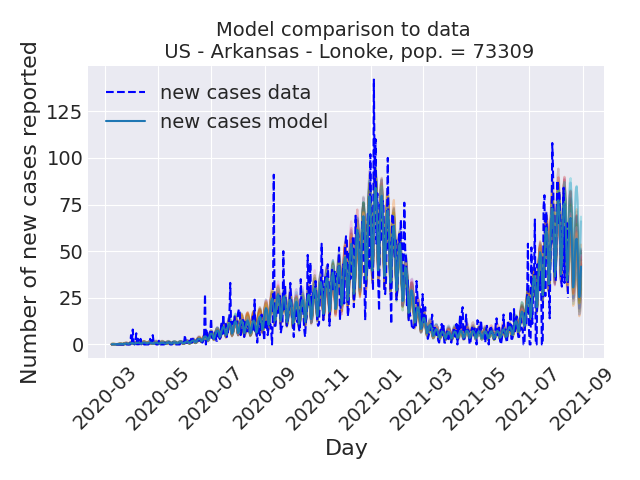 Model comparison to data
US - Arkansas - Lonoke, pop. = 73309
Number of new cases reported
125
100
75
50
25
0
new cases data
new cases model
2020-03
2020-05
2020-07
2020-09
2020-11
2021-01
2021-03
2021-05
2021-07
2021-09
Day